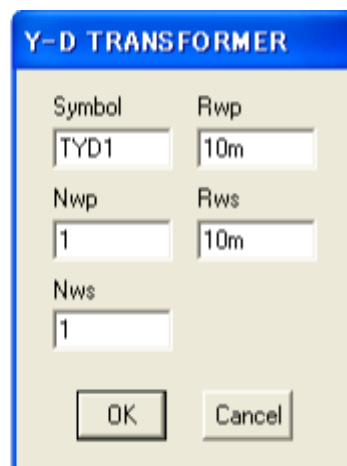 Y-D TRANSFORMER
Symbol Rwp
TYD1 10m
Nwp Rws
1 10m
Nws
1
OK Cancel